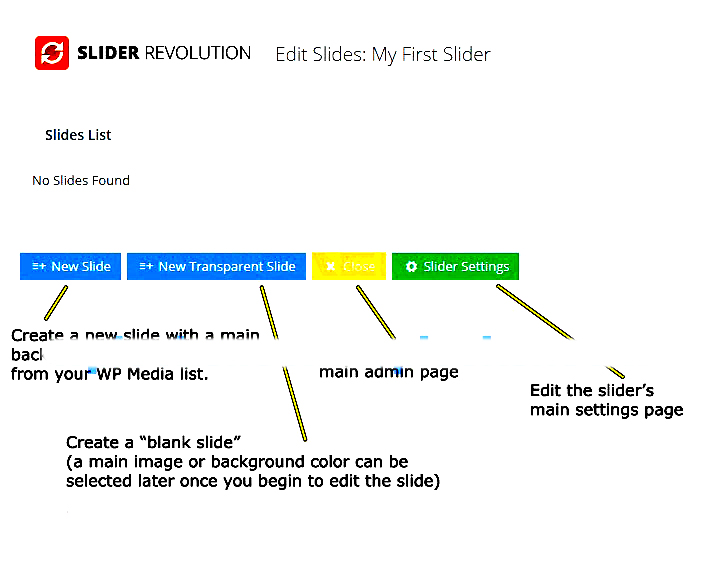 SLIDER REVOLUTION Edit Slides: My First Slider
Slides List
No Slides Found
New Slide New Transparent Slide Close Slider Settings
Create a new slide with a main
from your WP Media list.
main admin page
Edit the slider's
main settings page
Create a “blank slide”
(a main image or background color can be
selected later once you begin to edit the slide)